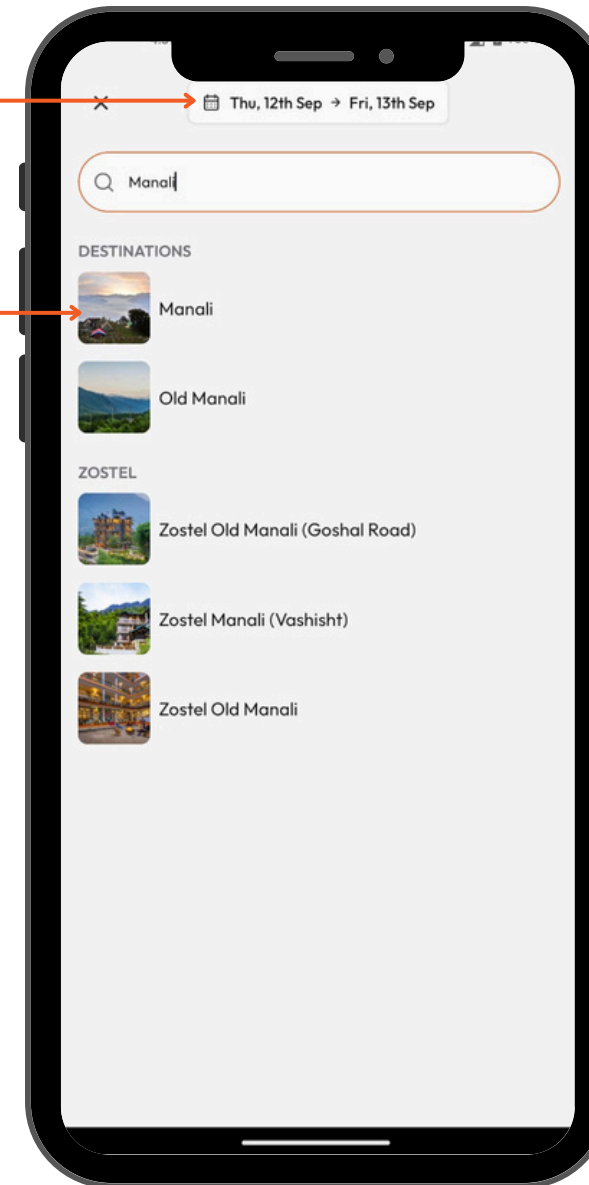 Thu, 12th Sep → Fri, 13th Sep
Manali
DESTINATIONS
Manali
Old Manali
ZOSTEL
Zostel Old Manali (Goshal Road)
Zostel Manali (Vashisht)
Zostel Old Manali